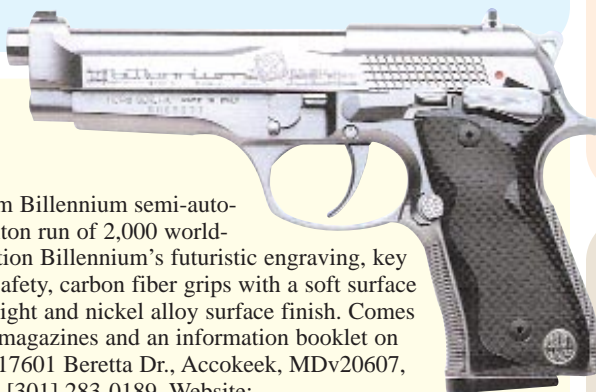 Billennium
m Billennium semi-auto-
ton run of 2,000 world-
tion Billennium's futuristic engraving, key
afety, carbon fiber grips with a soft surface
ight and nickel alloy surface finish. Comes
magazines and an information booklet on
17601 Beretta Dr., Accokeek, MDv20607,
[301] 283-0189. Website: